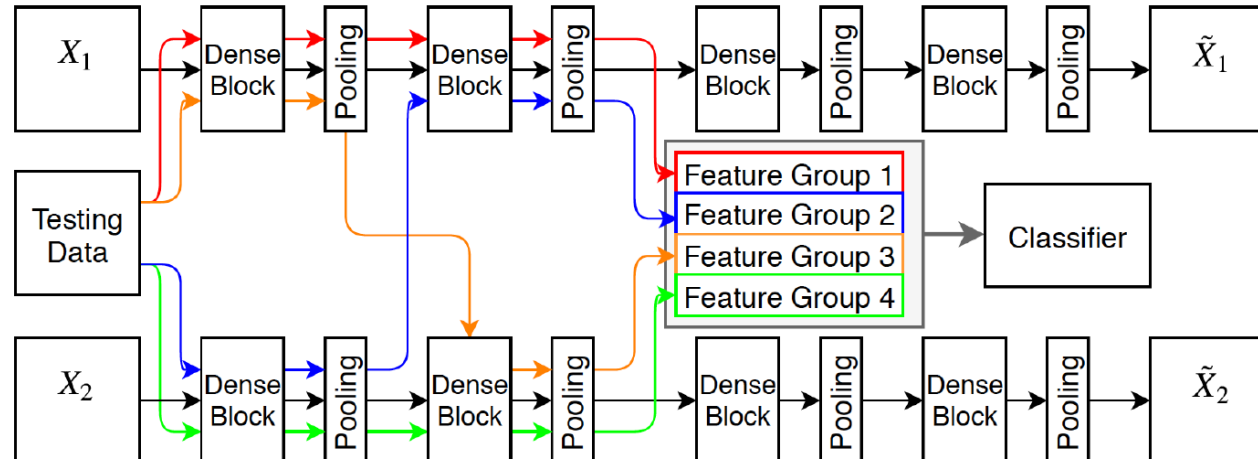 X₁
Dense
Block
Pooling
Dense
Block
Pooling
Dense
Block
Pooling
Dense
Block
Pooling
X̃₁
Testing
Data
Feature Group 1
Feature Group 2
Feature Group 3
Feature Group 4
Classifier
X₂
Dense
Block
Pooling
Dense
Block
Pooling
Dense
Block
Pooling
Dense
Block
Pooling
X̃₂